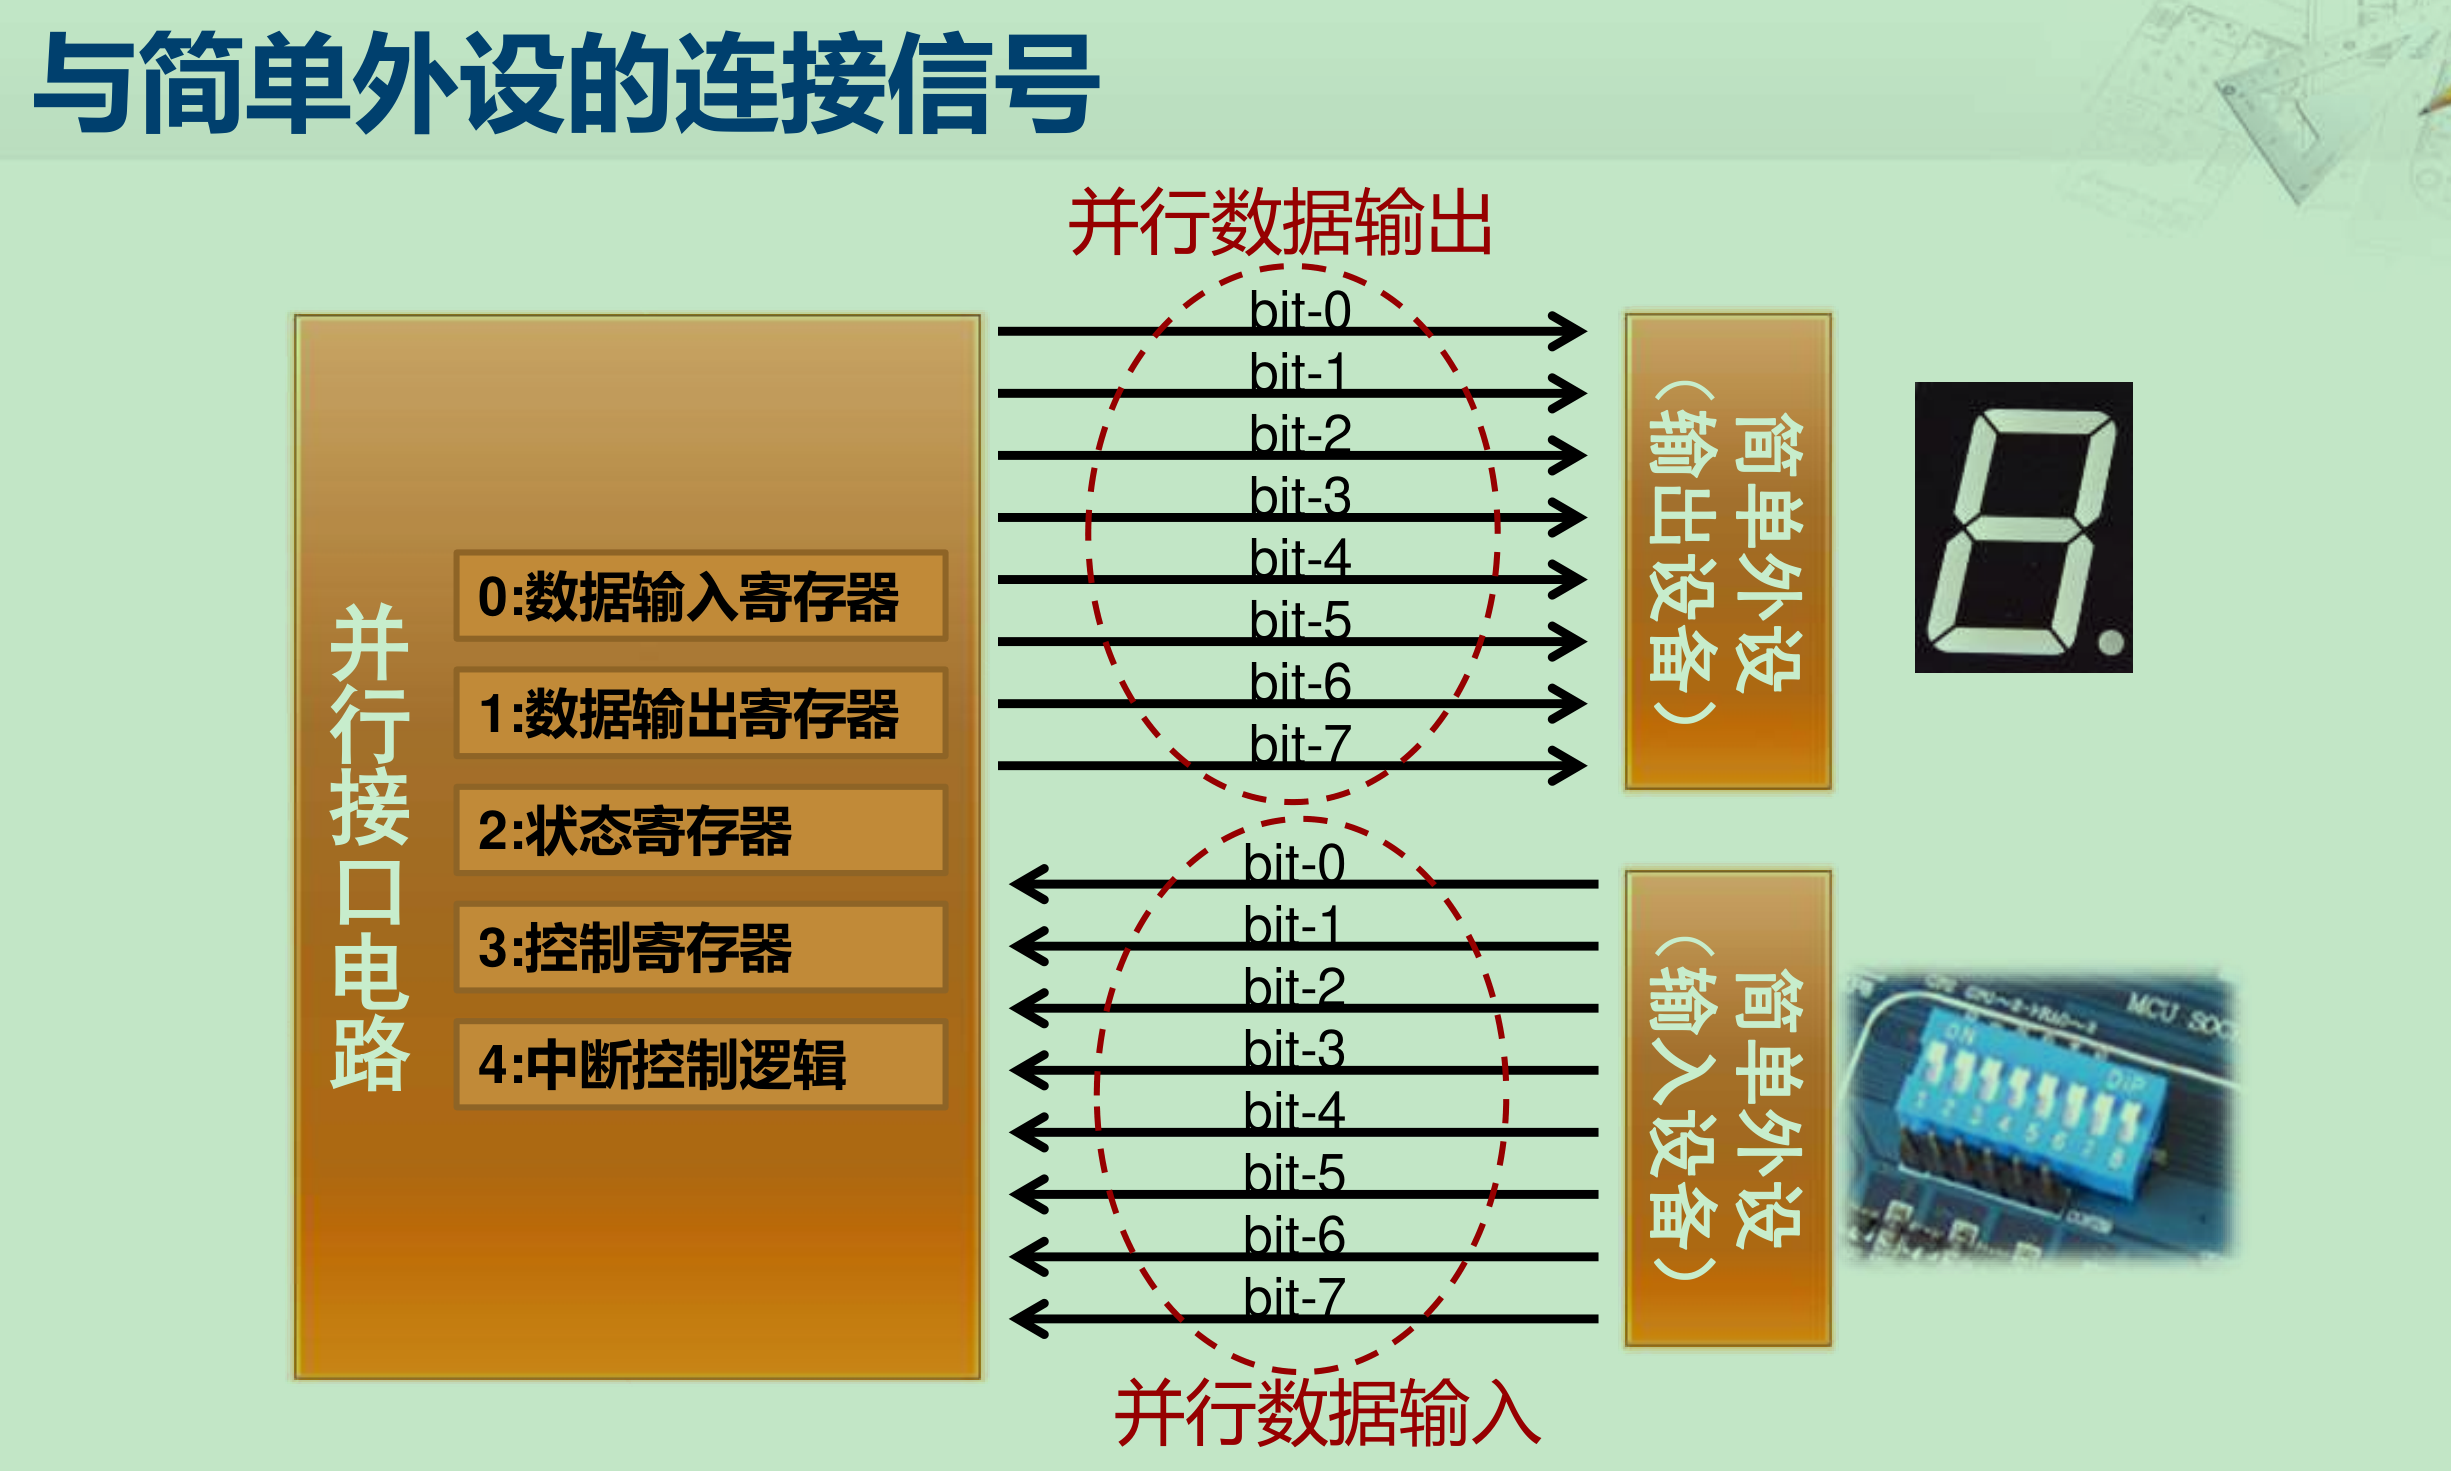 与简单外设的连接信号
并行数据输出
并行接口电路
0:数据输入寄存器
1:数据输出寄存器
2:状态寄存器
3:控制寄存器
4:中断控制逻辑
bit-0
bit-1
bit-2
bit-3
bit-4
bit-5
bit-6
bit-7
简单外设
（输出设备）
bit-0
bit-1
bit-2
bit-3
bit-4
bit-5
bit-6
bit-7
简单外设
（输入设备）
MCU
ON
DIP
1 2 3 4 5 6 7 8
并行数据输入